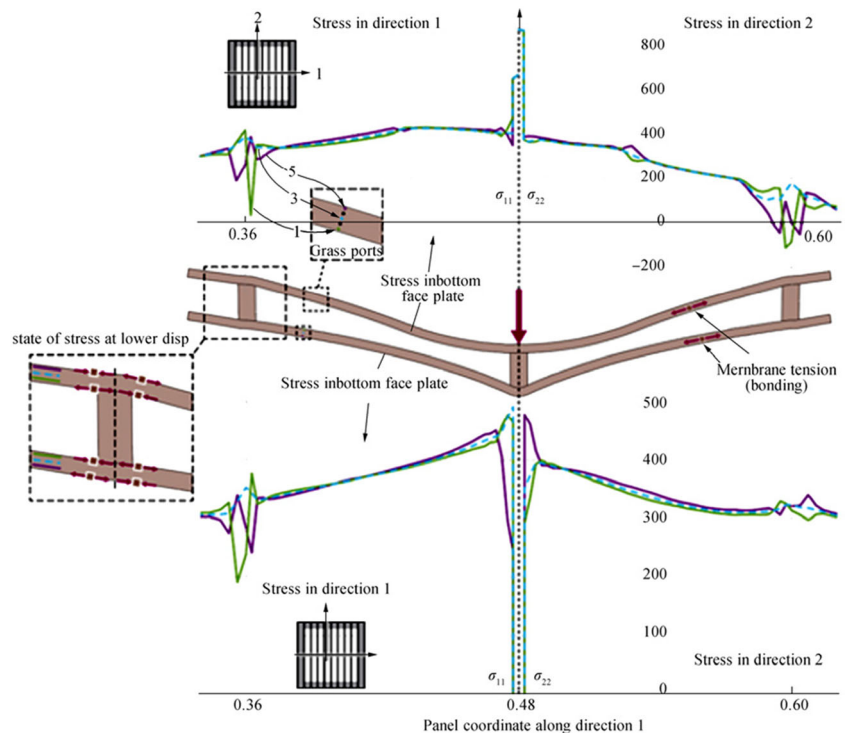 2
Stress in direction 1
Stress in direction 2
1
800
600
400
200
0
−200
5
3
1
σ11
σ22
0.36
0.60
Grass ports
Stress inbottom
face plate
state of stress at lower disp
Stress inbottom face plate
Mernbrane tension
(bonding)
500
400
300
200
100
0
Stress in direction 1
Stress in direction 2
σ11
σ22
0.36
0.48
0.60
Panel coordinate along direction 1